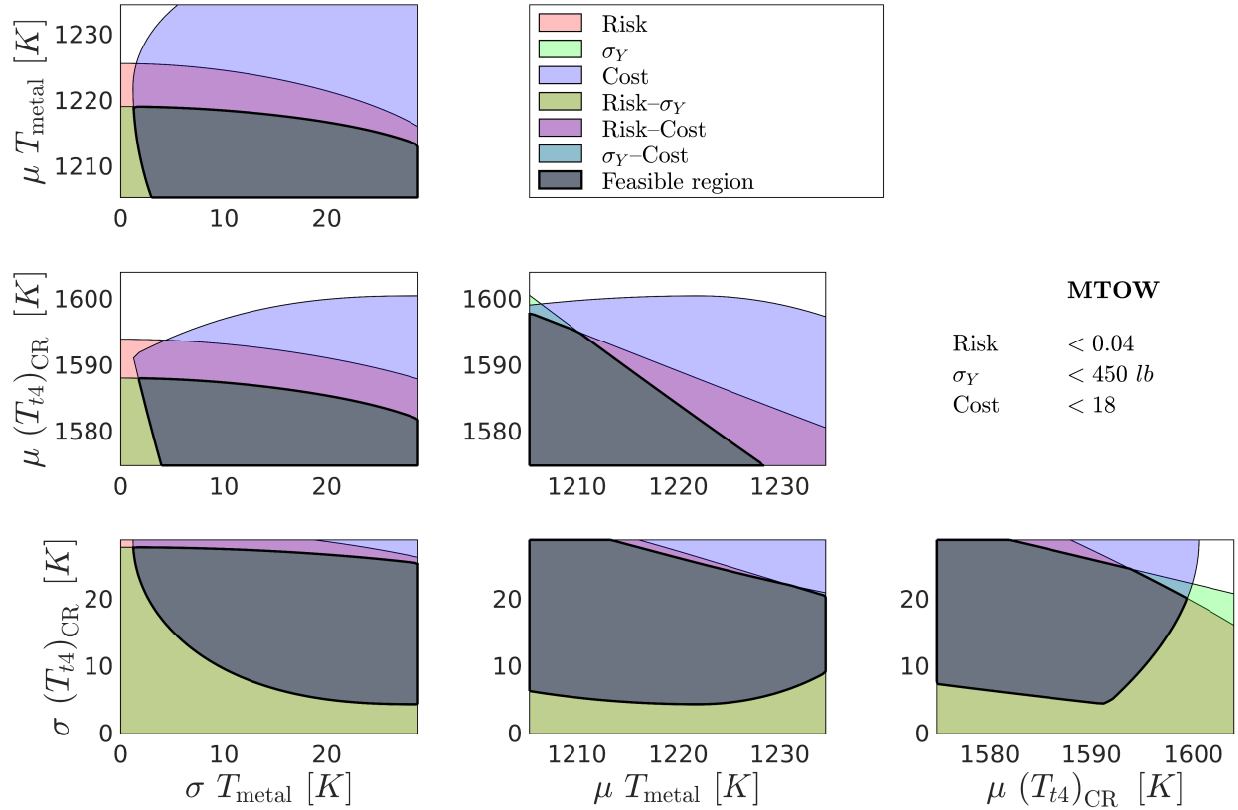 1230
1220
1210
μ T_metal [K]
0 10 20
Risk
σ_Y
Cost
Risk–σ_Y
Risk–Cost
σ_Y–Cost
Feasible region
1600
1590
1580
μ (T_t4)_CR [K]
0 10 20
1600
1590
1580
1210 1220 1230
MTOW
Risk < 0.04
σ_Y < 450 lb
Cost < 18
20
10
0
σ (T_t4)_CR [K]
0 10 20
σ T_metal [K]
20
10
0
1210 1220 1230
μ T_metal [K]
20
10
0
1580 1590 1600
μ (T_t4)_CR [K]